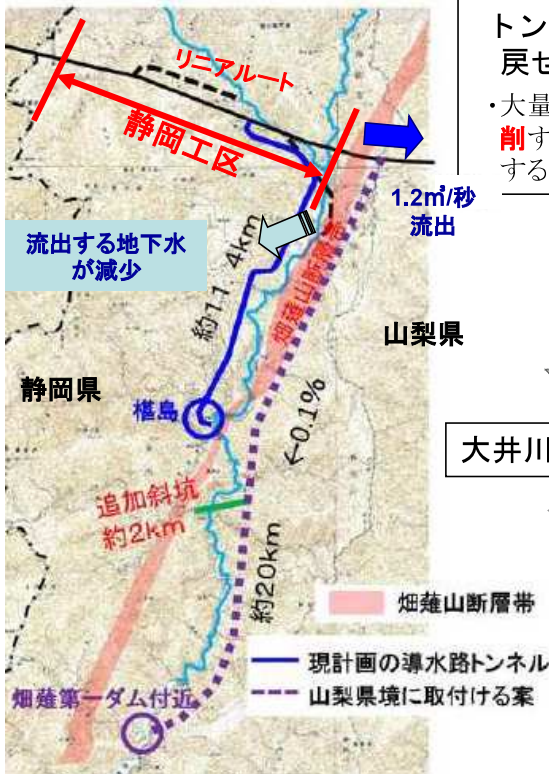 リニアルート
静岡工区
1.2㎥/秒
流出
流出する地下水
が減少
約11.4km
畑薙山断層帯
山梨県
静岡県
椹島
←0.1%
追加斜坑
約2km
約20km
畑薙山断層帯
現計画の導水路トンネル
山梨県境に取付ける案
畑薙第一ダム付近
トン
戻せ
・大量
削す
する
大井川